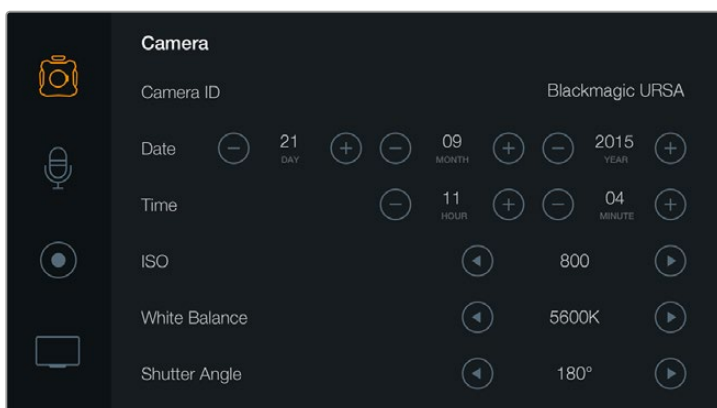 Camera
Camera ID Blackmagic URSA
Date 21 09 2015
DAY MONTH YEAR
Time 11 04
HOUR MINUTE
ISO 800
White Balance 5600K
Shutter Angle 180°